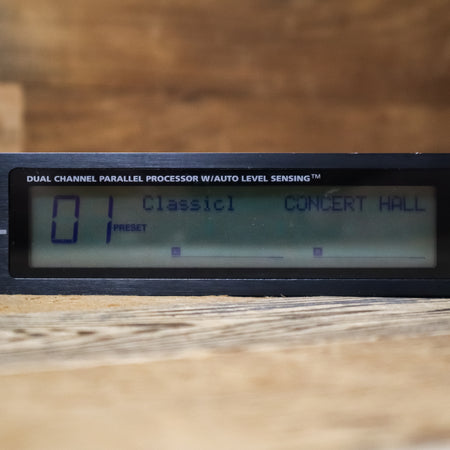 DUAL CHANNEL PARALLEL PROCESSOR W/AUTO LEVEL SENSING™
01 PRESET Classicl CONCERT HALL